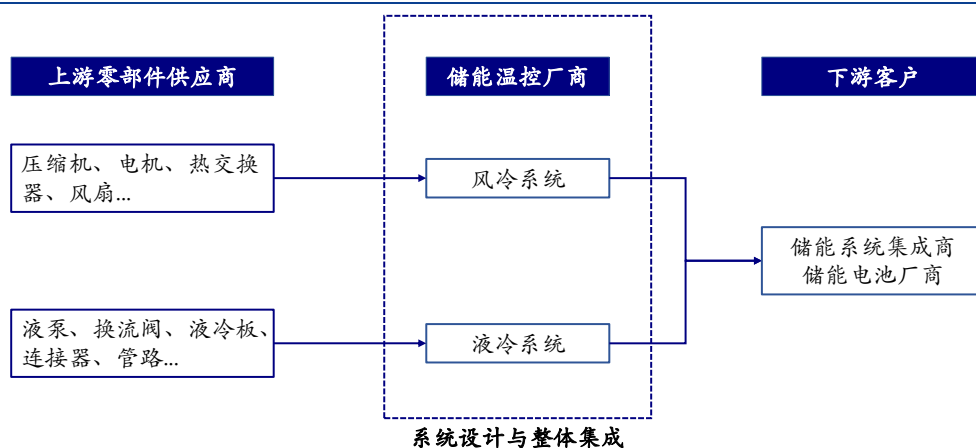 上游零部件供应商
储能温控厂商
下游客户
压缩机、电机、热交换
器、风扇...
风冷系统
储能系统集成商
储能电池厂商
液泵、换流阀、液冷板、
连接器、管路...
液冷系统
系统设计与整体集成